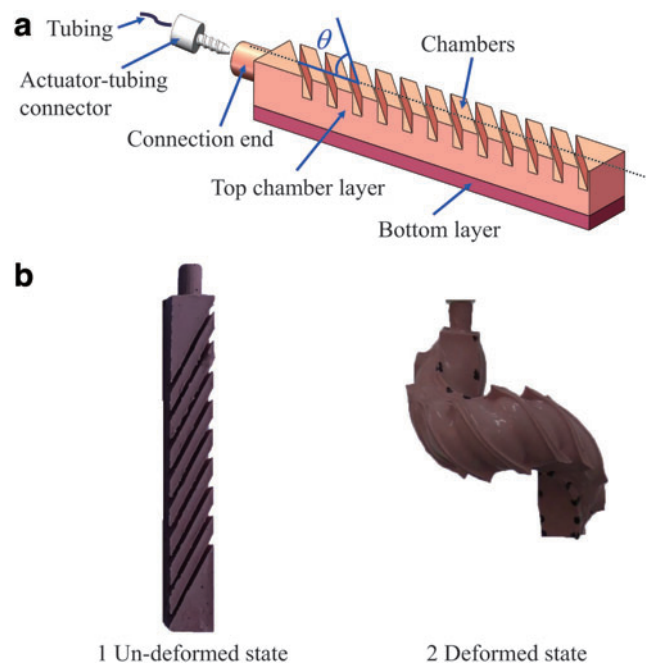 a
Tubing
Actuator-tubing
connector
Connection end
Top chamber layer
θ
Chambers
Bottom layer
b
1 Un-deformed state
2 Deformed state